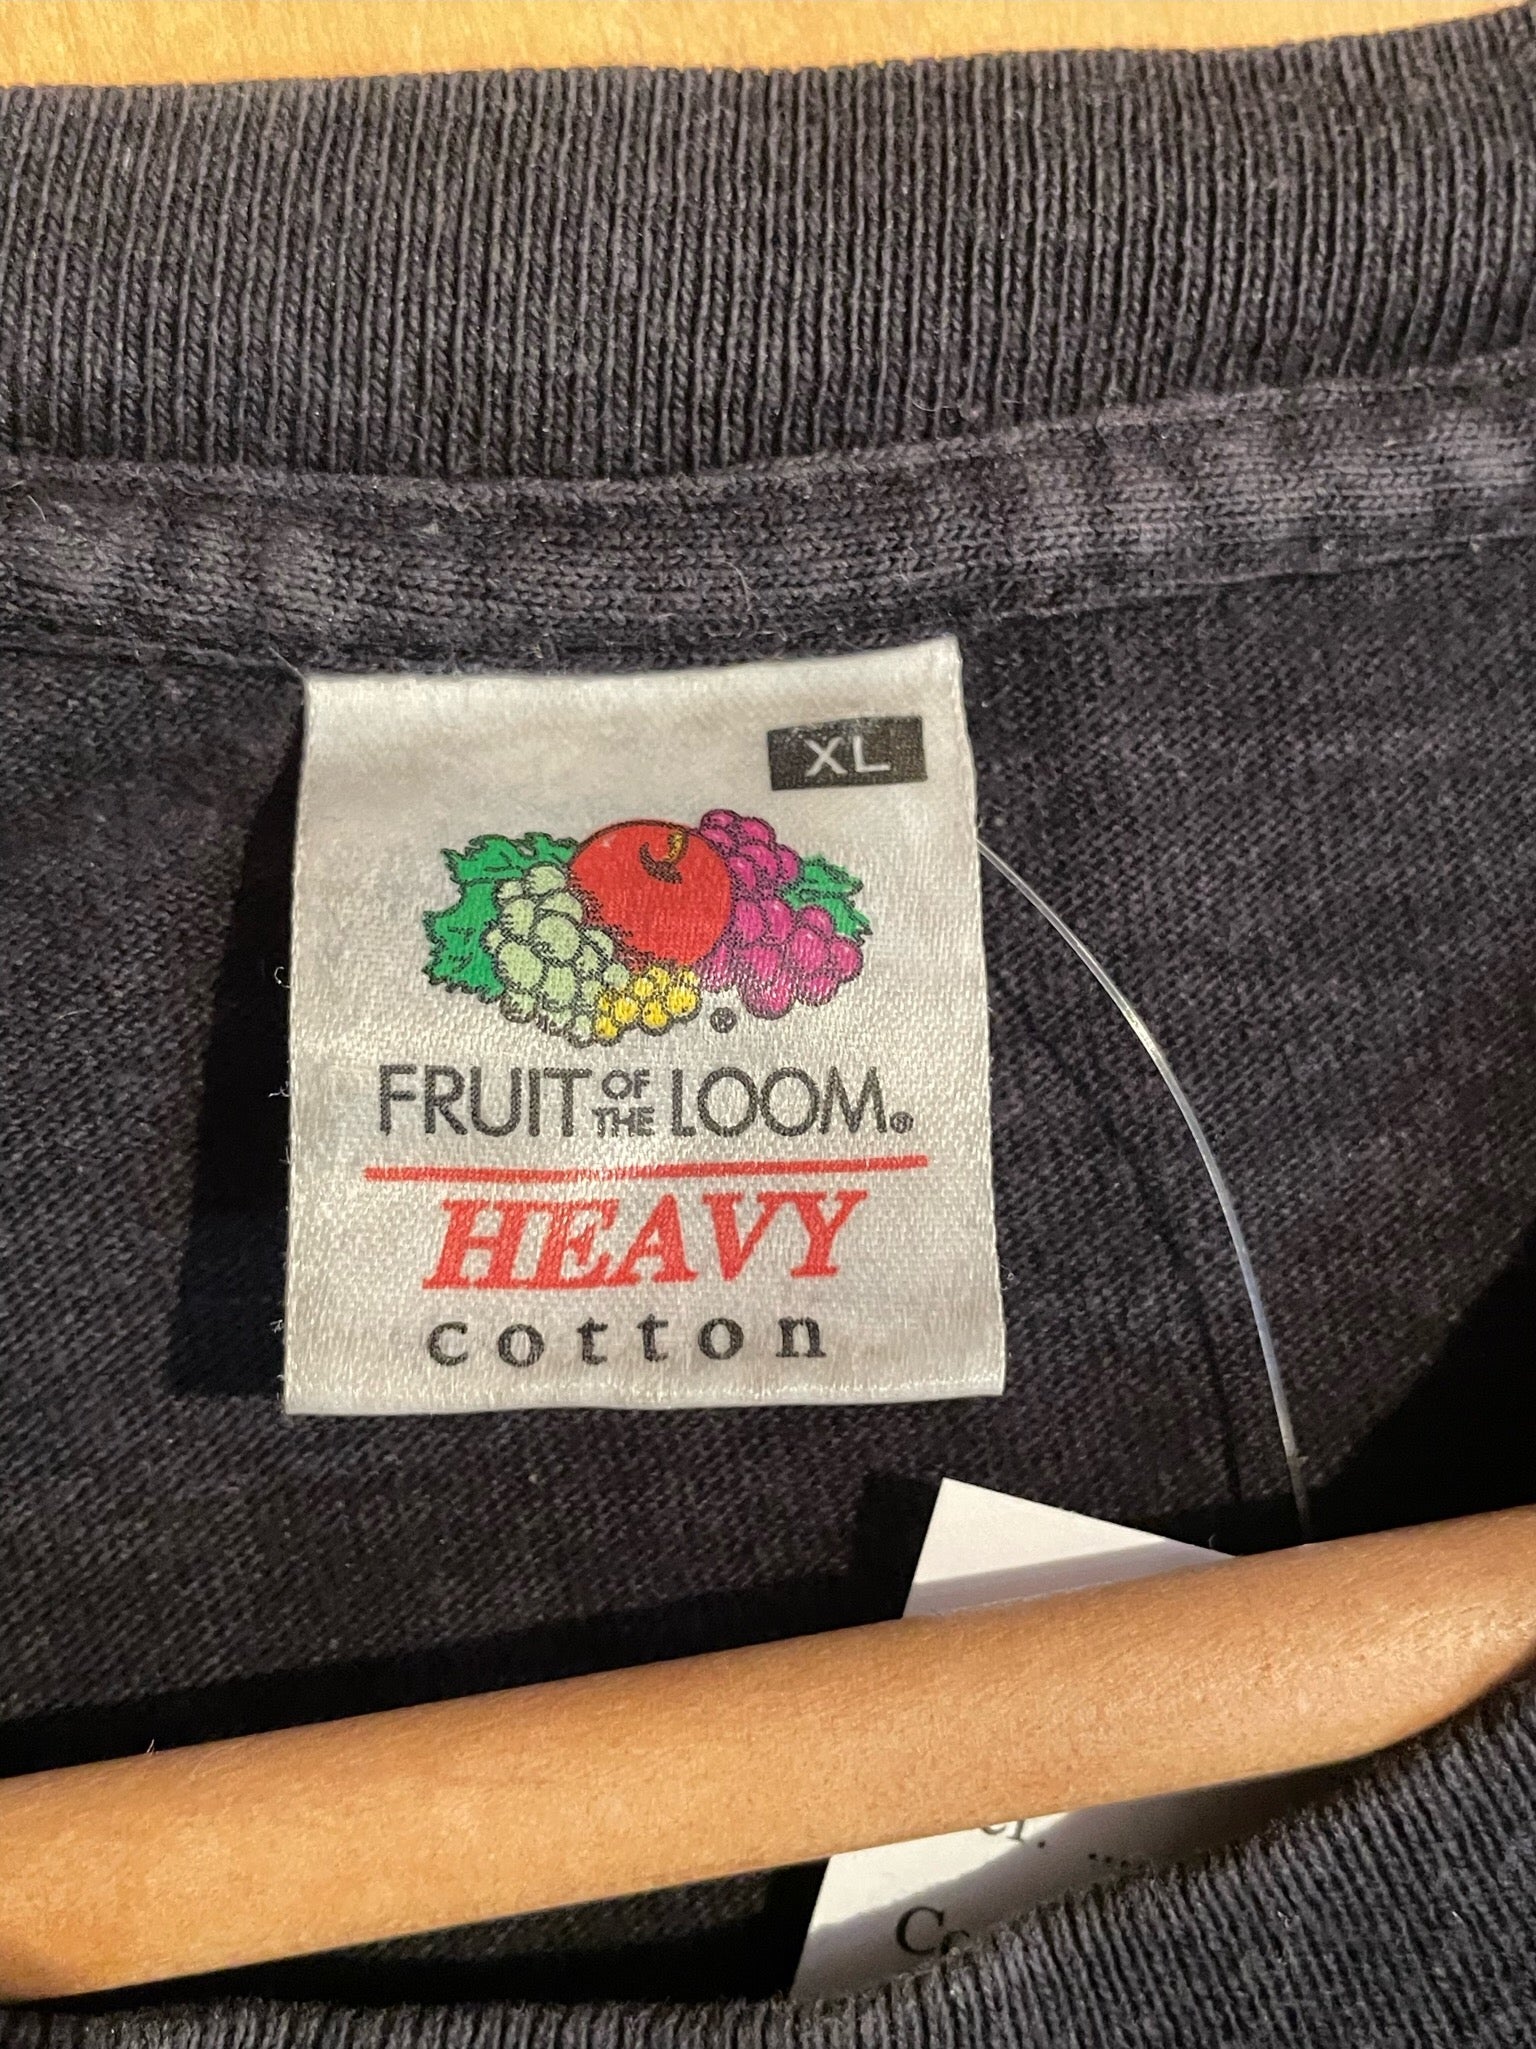 XL
®
FRUIT OF THE LOOM®
HEAVY
cotton